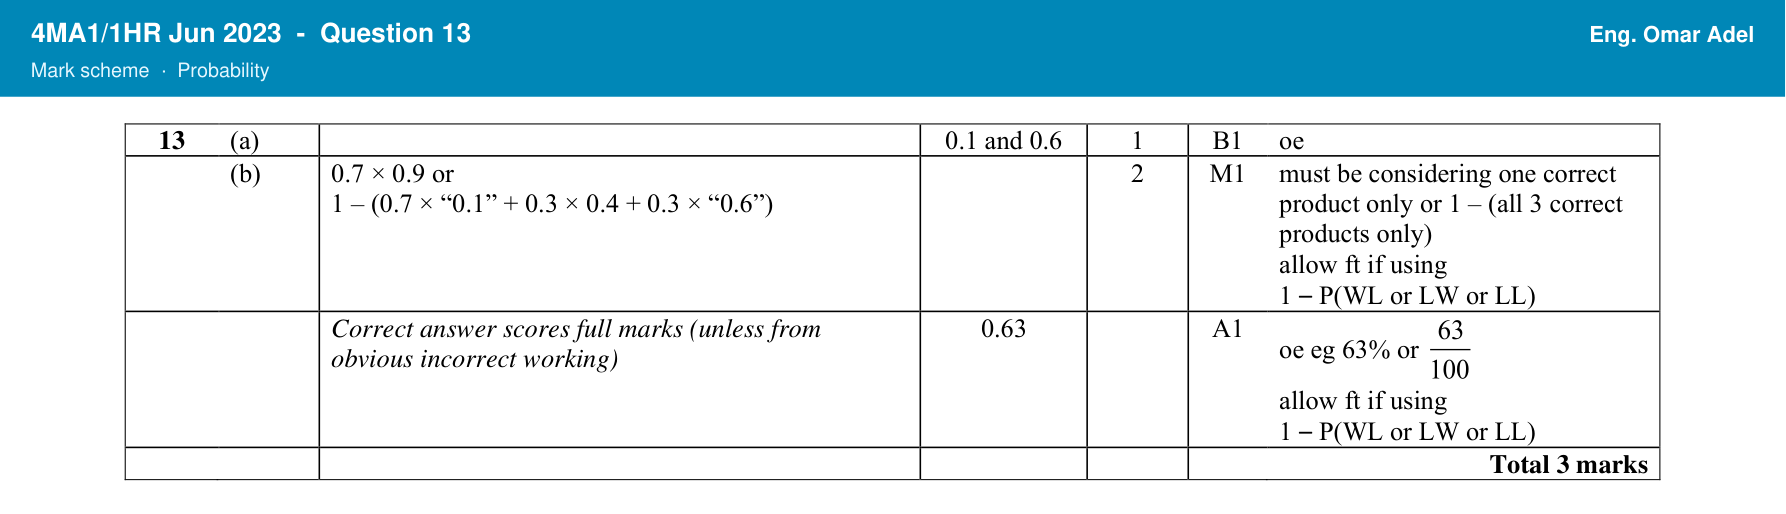 4MA1/1HR Jun 2023 - Question 13
Eng. Omar Adel
Mark scheme · Probability
13 (a) 0.1 and 0.6 1 B1 oe
(b) 0.7 × 0.9 or 2 M1 must be considering one correct
1 – (0.7 × “0.1” + 0.3 × 0.4 + 0.3 × “0.6”) product only or 1 – (all 3 correct
products only)
allow ft if using
1 – P(WL or LW or LL)
Correct answer scores full marks (unless from 0.63 A1 oe eg 63% or 63/100
obvious incorrect working)
allow ft if using
1 – P(WL or LW or LL)
Total 3 marks